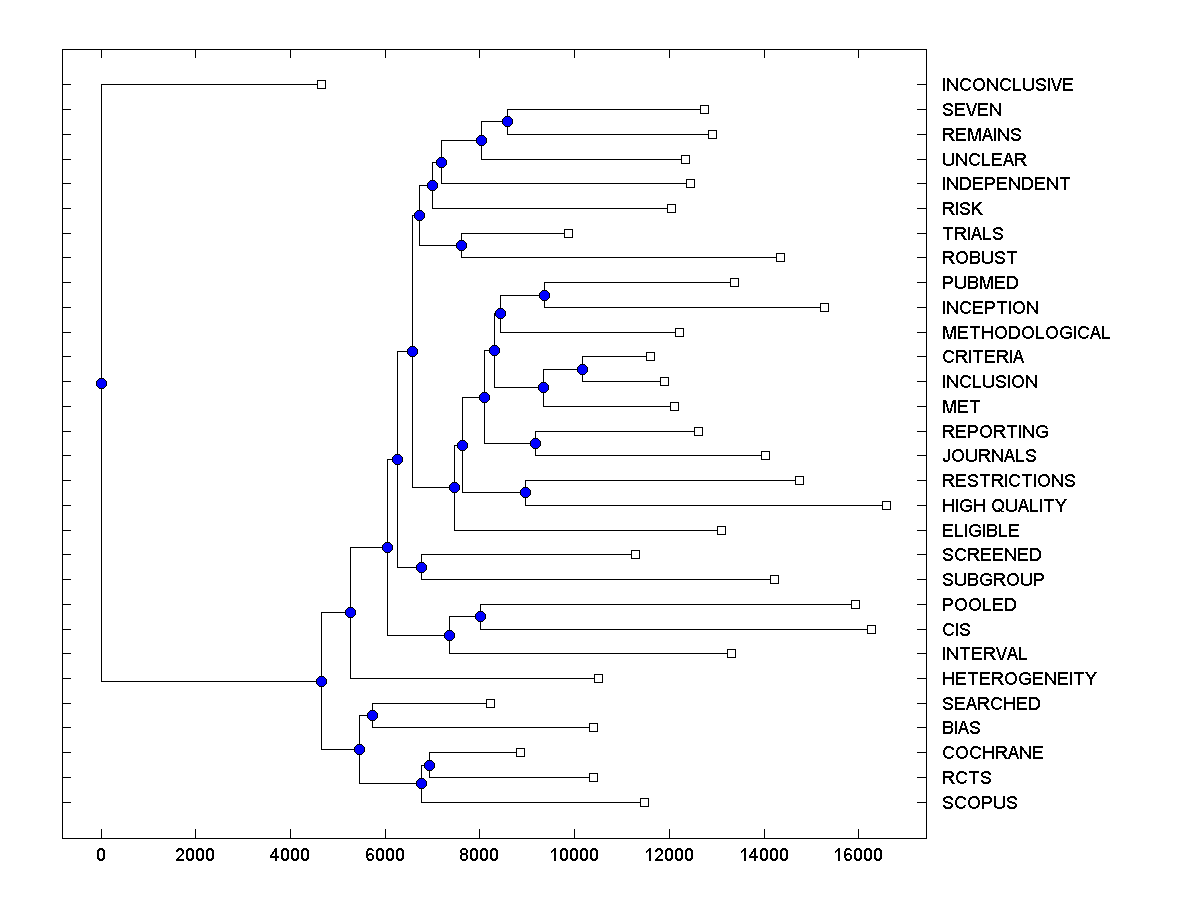 INCONCLUSIVE
SEVEN
REMAINS
UNCLEAR
INDEPENDENT
RISK
TRIALS
ROBUST
PUBMED
INCEPTION
METHODOLOGICAL
CRITERIA
INCLUSION
MET
REPORTING
JOURNALS
RESTRICTIONS
HIGH QUALITY
ELIGIBLE
SCREENED
SUBGROUP
POOLED
CIS
INTERVAL
HETEROGENEITY
SEARCHED
BIAS
COCHRANE
RCTS
SCOPUS
0 2000 4000 6000 8000 10000 12000 14000 16000